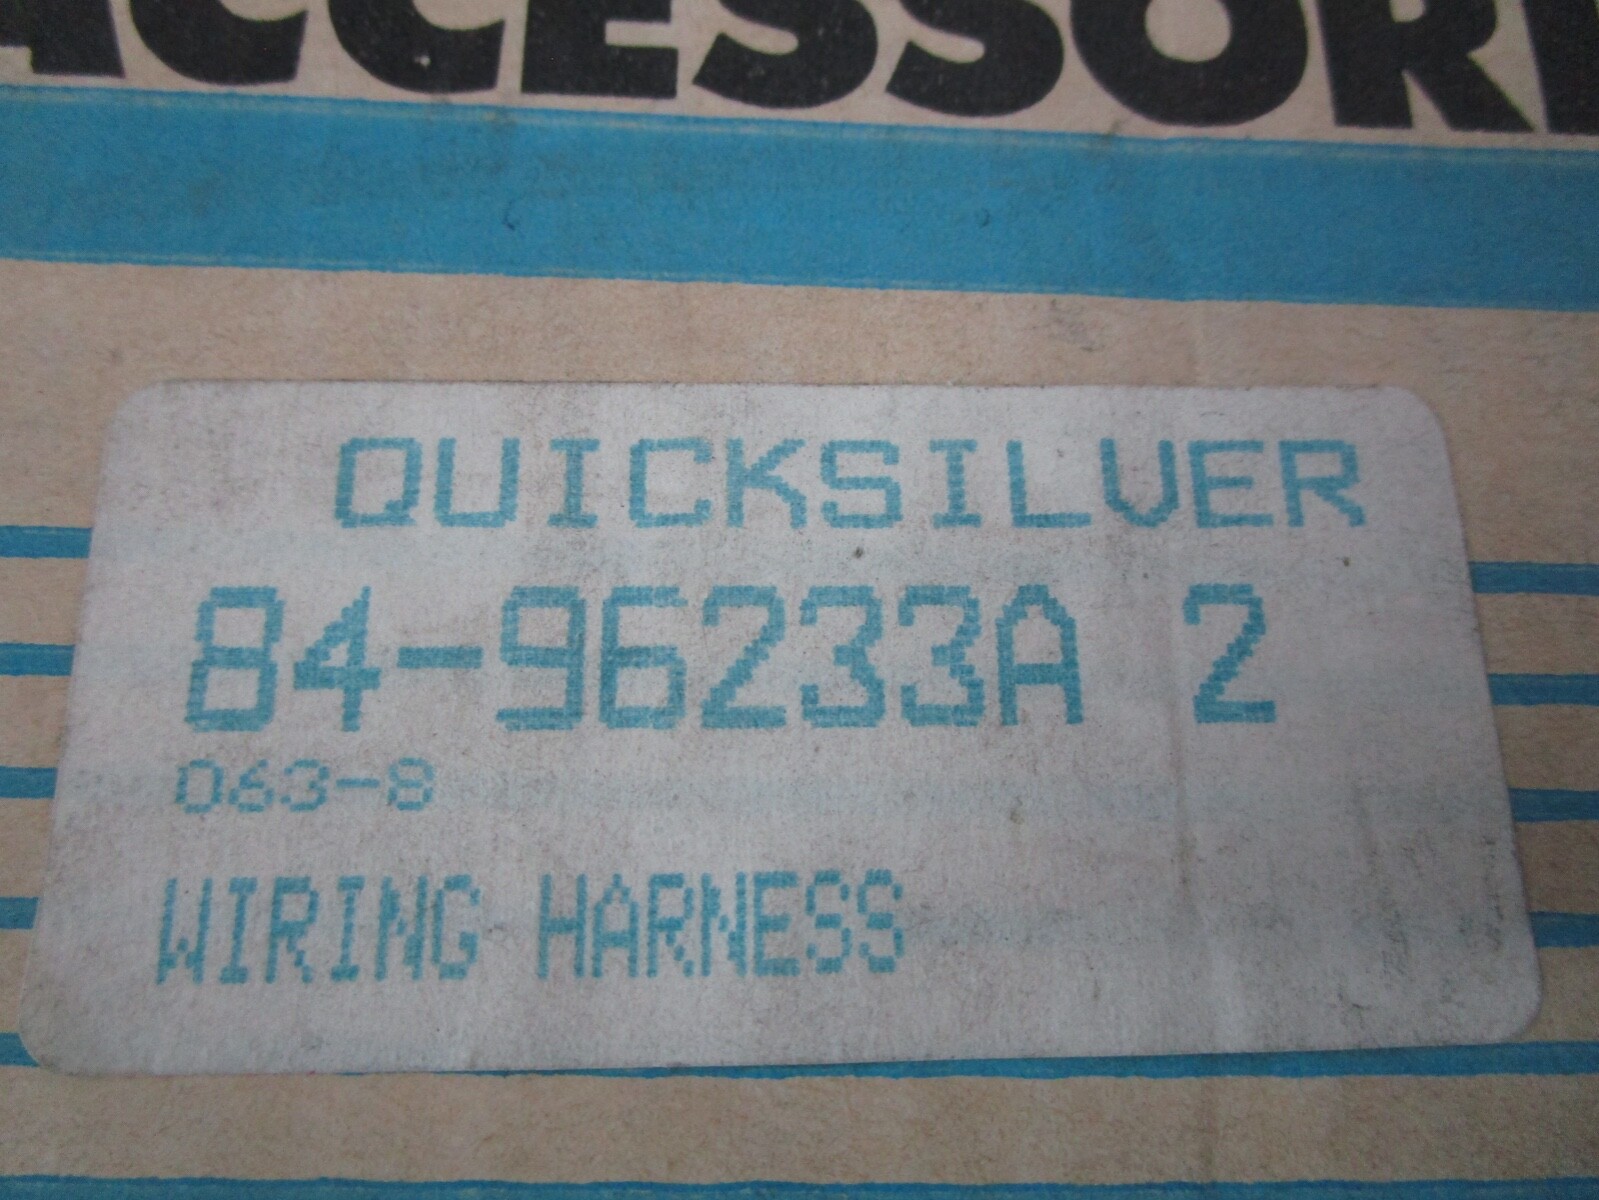 ACCESSORI
QUICKSILVER
84-96233A 2
063-8
WIRING HARNESS